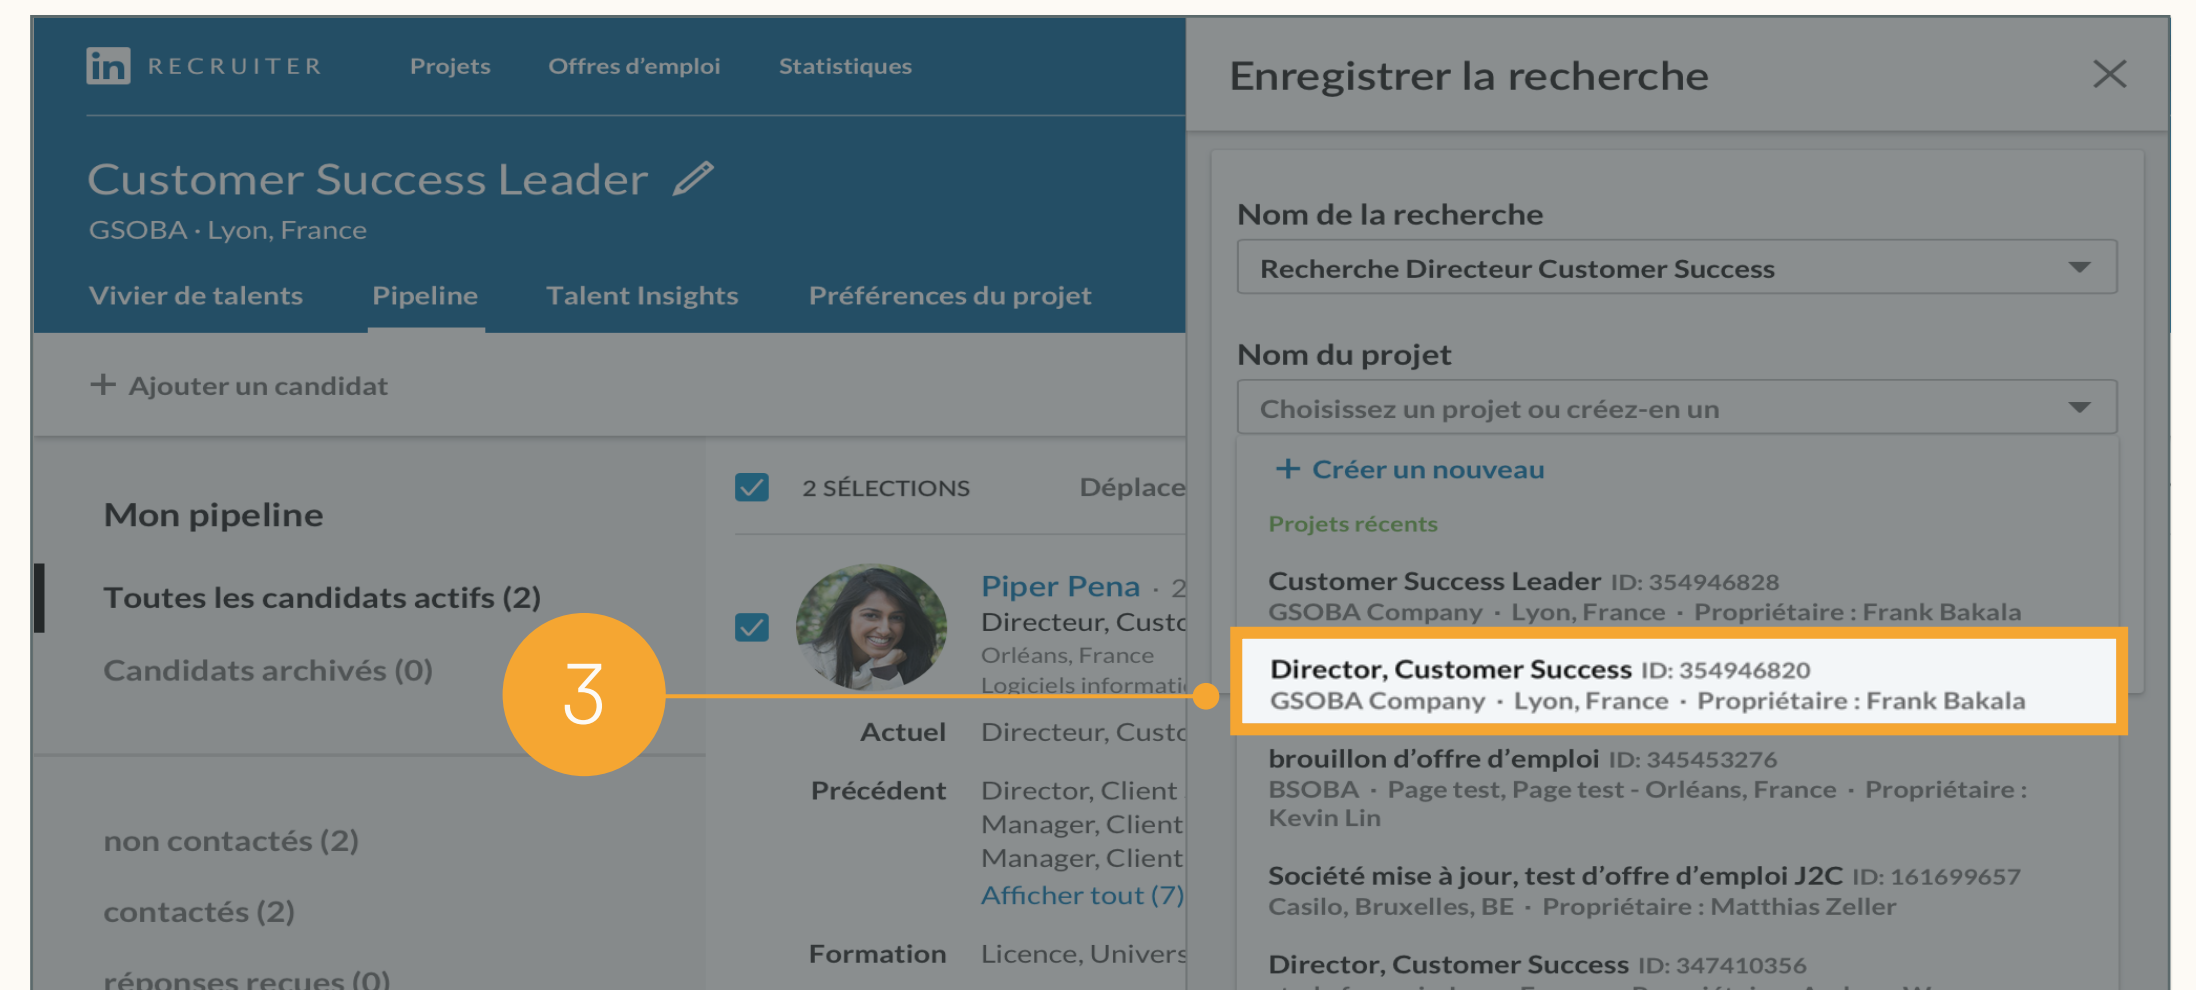 in RECRUITER Projets Offres d'emploi Statistiques
Customer Success Leader
GSOBA · Lyon, France
Vivier de talents Pipeline Talent Insights Préférences du projet
+ Ajouter un candidat
Mon pipeline
Toutes les candidats actifs (2)
Candidats archivés (0)
non contactés (2)
contactés (2)
réponses reçues (0)
2 SÉLECTIONS Déplace
Piper Pena · 2
Directeur, Custo
Orléans, France
Logiciels informati
Actuel Directeur, Custo
Précédent Director, Client
Manager, Client
Manager, Client
Afficher tout (7)
Formation Licence, Univers
3
Enregistrer la recherche
Nom de la recherche
Recherche Directeur Customer Success
Nom du projet
Choisissez un projet ou créez-en un
+ Créer un nouveau
Projets récents
Customer Success Leader ID: 354946828
GSOBA Company · Lyon, France · Propriétaire : Frank Bakala
Director, Customer Success ID: 354946820
GSOBA Company · Lyon, France · Propriétaire : Frank Bakala
brouillon d'offre d'emploi ID: 345453276
BSOBA · Page test, Page test - Orléans, France · Propriétaire :
Kevin Lin
Société mise à jour, test d'offre d'emploi J2C ID: 161699657
Casilo, Bruxelles, BE · Propriétaire : Matthias Zeller
Director, Customer Success ID: 347410356